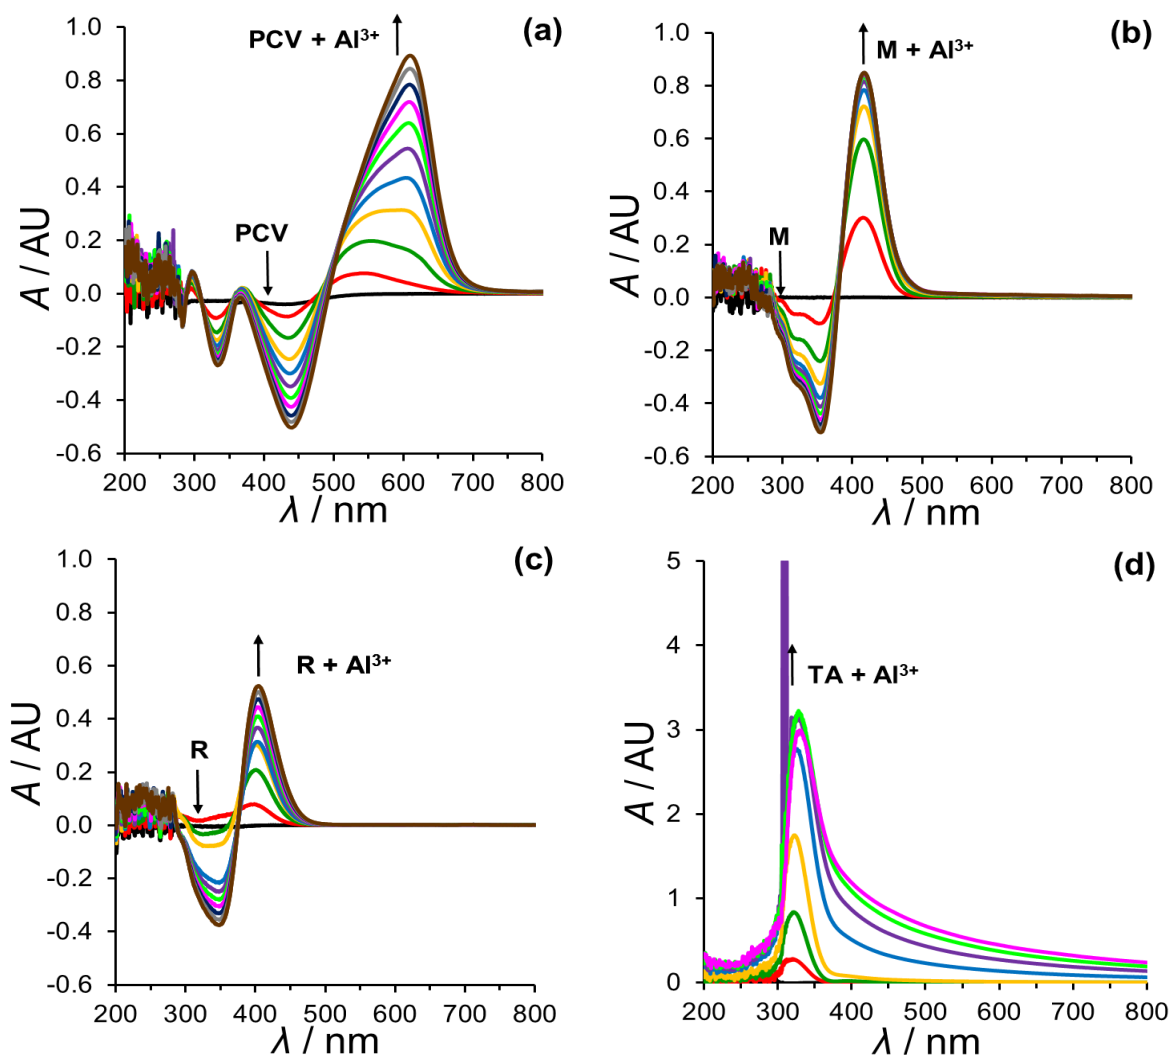 (a)
PCV + Al³⁺
PCV
A / AU
1.0
0.8
0.6
0.4
0.2
0.0
-0.2
-0.4
-0.6
200 300 400 500 600 700 800
λ / nm
(b)
M + Al³⁺
M
A / AU
1.0
0.8
0.6
0.4
0.2
0.0
-0.2
-0.4
-0.6
200 300 400 500 600 700 800
λ / nm
(c)
R + Al³⁺
R
A / AU
1.0
0.8
0.6
0.4
0.2
0.0
-0.2
-0.4
-0.6
200 300 400 500 600 700 800
λ / nm
(d)
TA + Al³⁺
A / AU
5
4
3
2
1
0
200 300 400 500 600 700 800
λ / nm